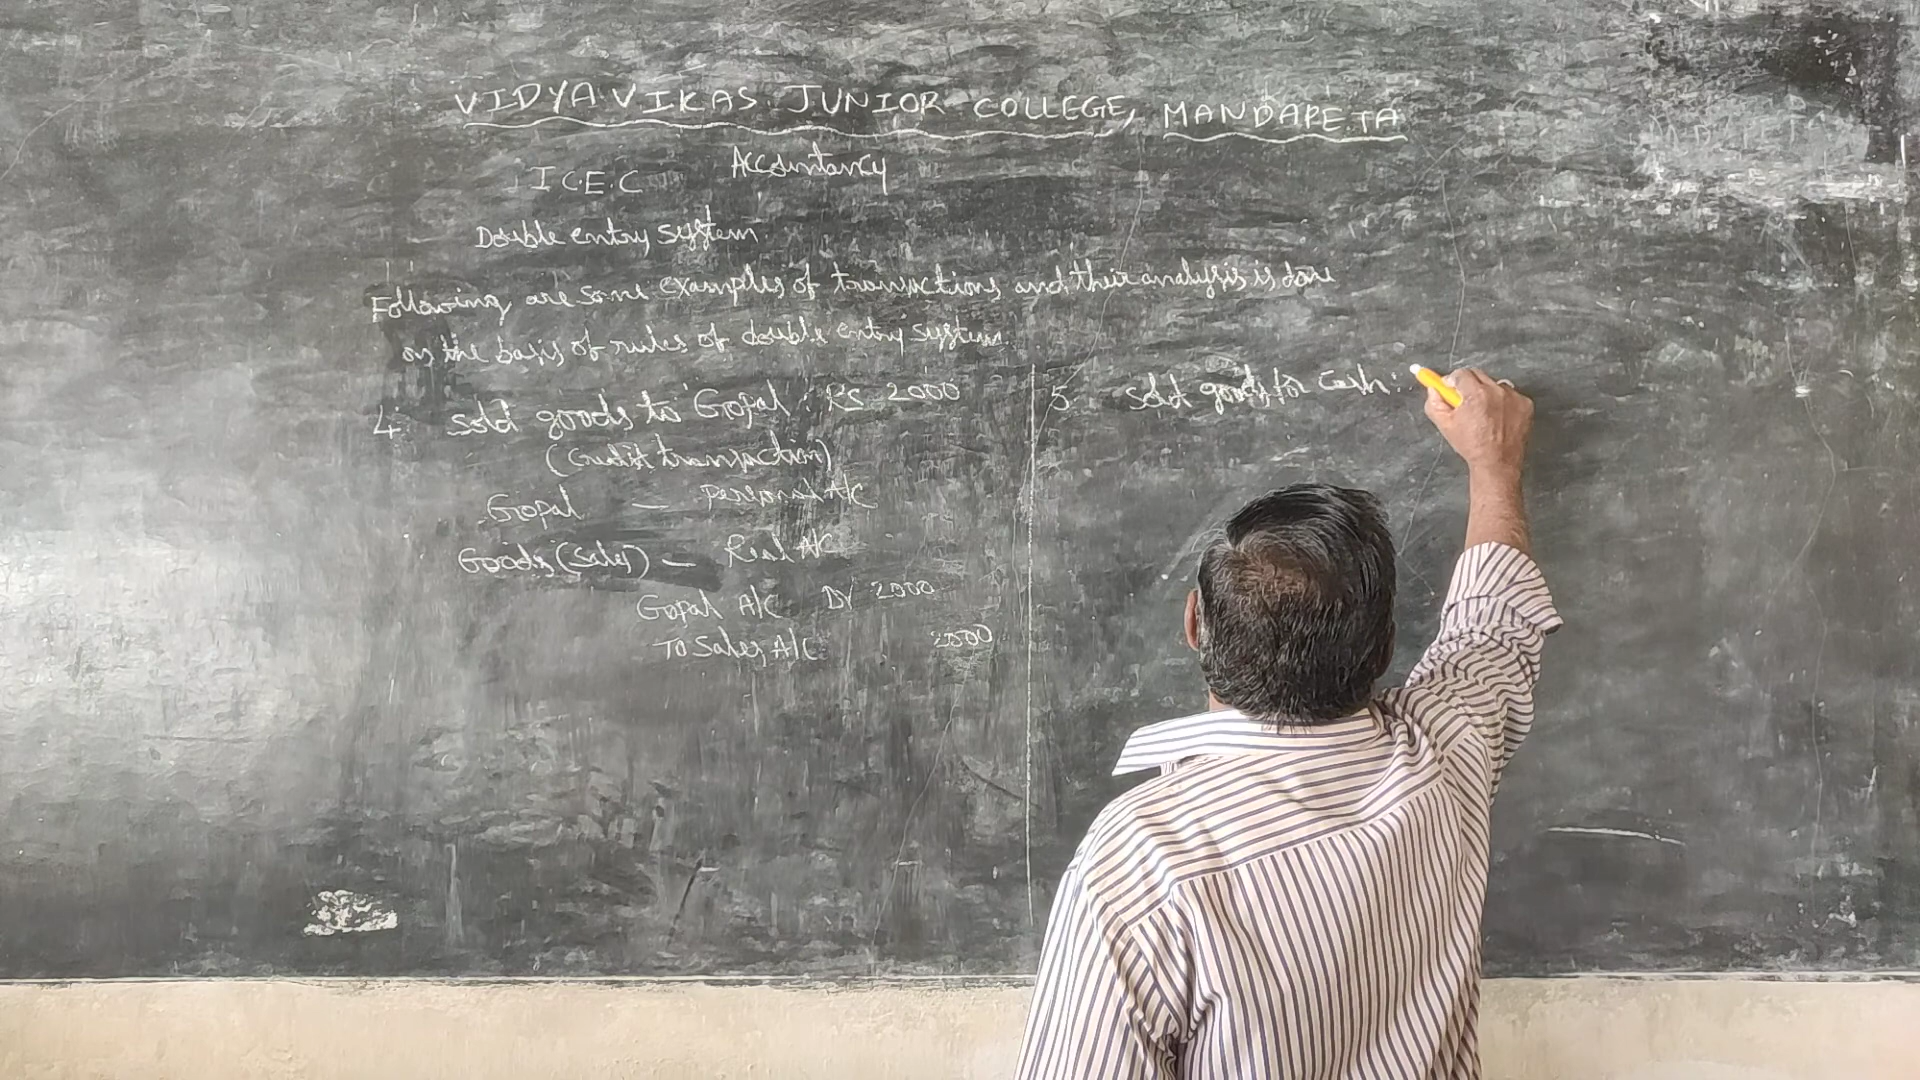 VIDYA VIKAS JUNIOR COLLEGE, MANDAPETA
I C.E.C Accountancy
Double entry system
Following are some examples of transactions and their analysis is done
on the basis of rules of double entry system.
4. sold goods to Gopal : Rs 2000
(credit transaction)
Gopal — personal A/c
Goods (sales) — Real A/c
Gopal A/C Dr 2000
To Sales A/C 2000
5 sold goods for cash :